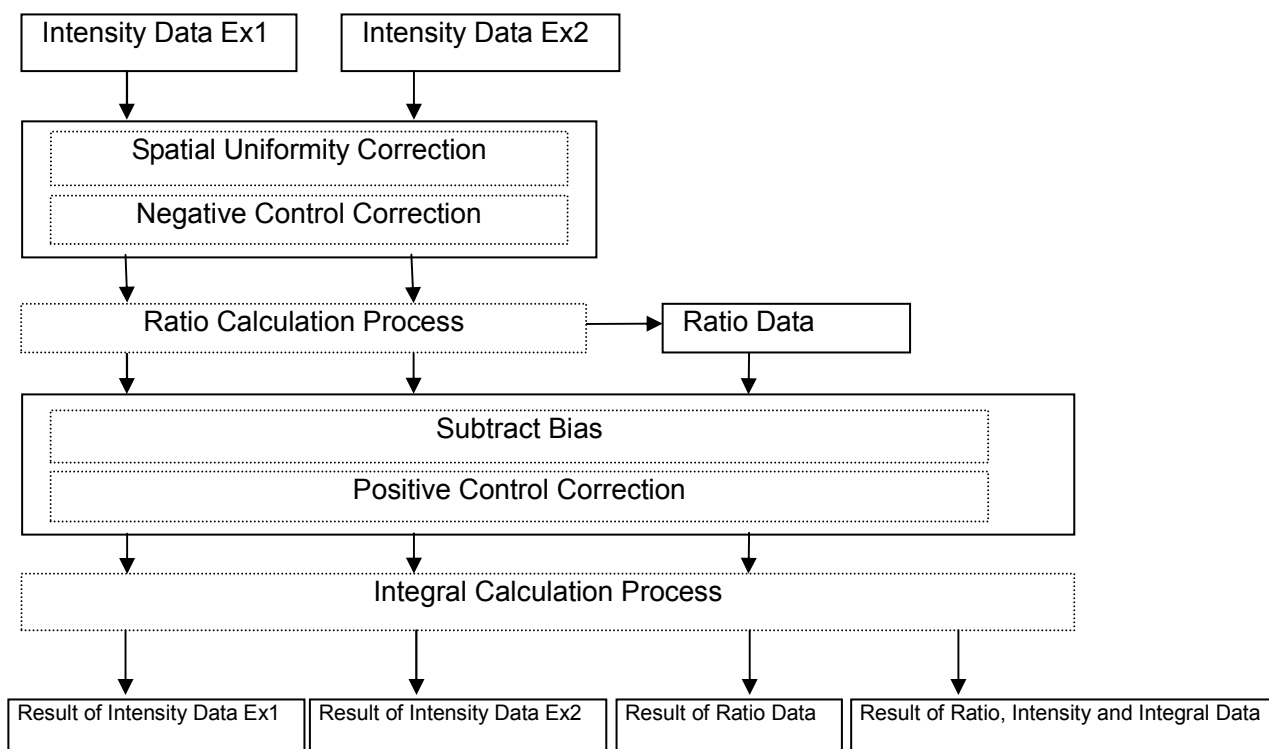 Intensity Data Ex1
Intensity Data Ex2
Spatial Uniformity Correction
Negative Control Correction
Ratio Calculation Process
Ratio Data
Subtract Bias
Positive Control Correction
Integral Calculation Process
Result of Intensity Data Ex1
Result of Intensity Data Ex2
Result of Ratio Data
Result of Ratio, Intensity and Integral Data